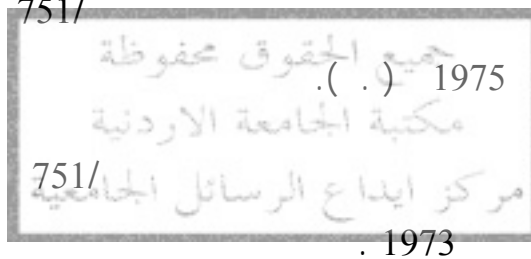 751/
جميع الحقوق محفوظة
1975 ( . ).
مكتبة الجامعة الاردنية
751/
مركز ايداع الرسائل الجامعية
1973 .